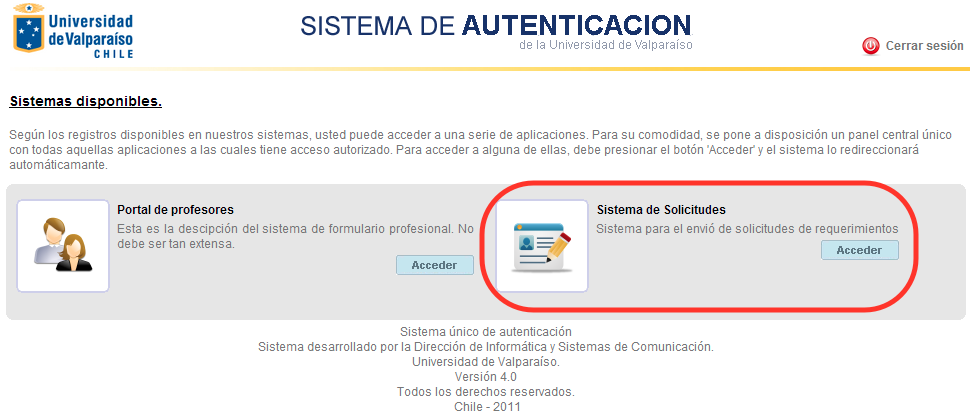 Universidad
de Valparaíso
CHILE
SISTEMA DE AUTENTICACION
de la Universidad de Valparaíso
Cerrar sesión
Sistemas disponibles.
Según los registros disponibles en nuestros sistemas, usted puede acceder a una serie de aplicaciones. Para su comodidad, se pone a disposición un panel central único
con todas aquellas aplicaciones a las cuales tiene acceso autorizado. Para acceder a alguna de ellas, debe presionar el botón 'Acceder' y el sistema lo redireccionará
automáticamante.
Portal de profesores
Esta es la descipción del sistema de formulario profesional. No
debe ser tan extensa.
Acceder
Sistema de Solicitudes
Sistema para el envió de solicitudes de requerimientos
Acceder
Sistema único de autenticación
Sistema desarrollado por la Dirección de Informática y Sistemas de Comunicación.
Universidad de Valparaíso.
Versión 4.0
Todos los derechos reservados.
Chile - 2011